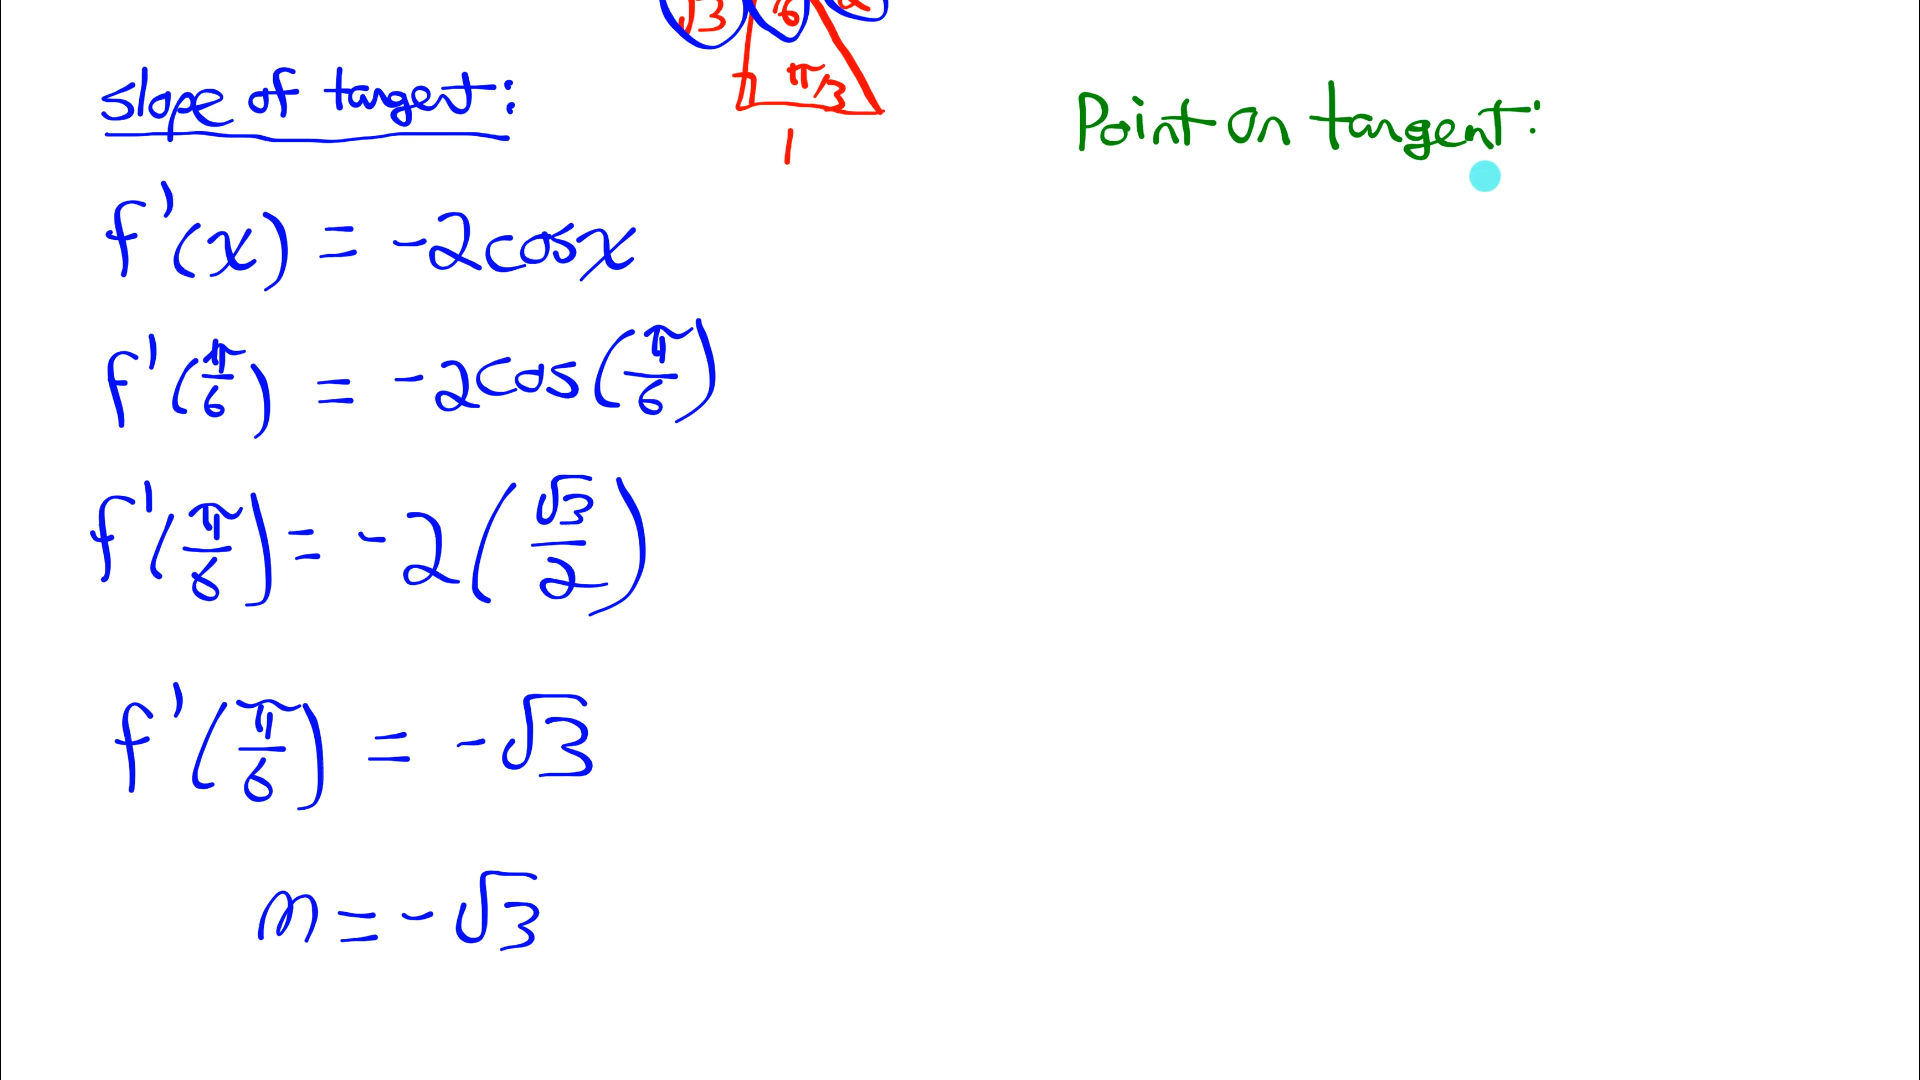 √3 π/6 2
π/3
1
slope of tangent:
f'(x) = -2cosx
f'(π/6) = -2cos(π/6)
f'(π/6) = -2(√3/2)
f'(π/6) = -√3
m = -√3
Point on tangent: